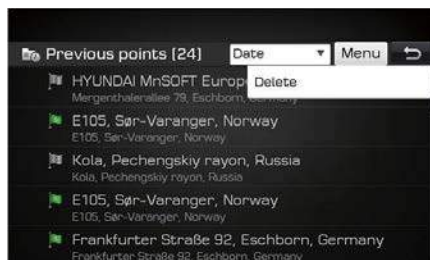 Previous points [24] Date Menu
Delete
HYUNDAI MnSOFT Europe
Mergenthalerallee 79, Eschborn,
E105, Sør-Varanger, Norway
E105, Sør-Varanger, Norway
Kola, Pechengskiy rayon, Russia
Kola, Pechengskiy rayon, Russia
E105, Sør-Varanger, Norway
E105, Sør-Varanger, Norway
Frankfurter Straße 92, Eschborn, Germany
Frankfurter Straße 92, Eschborn, Germany